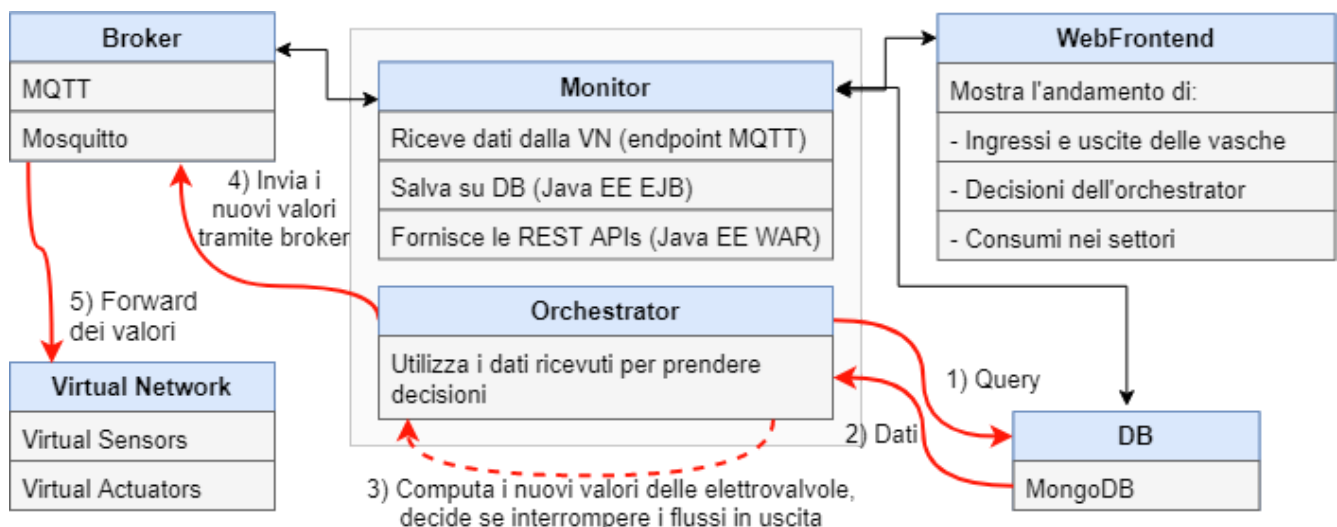 Broker
MQTT
Mosquitto
Monitor
Riceve dati dalla VN (endpoint MQTT)
Salva su DB (Java EE EJB)
Fornisce le REST APIs (Java EE WAR)
WebFrontend
Mostra l'andamento di:
- Ingressi e uscite delle vasche
- Decisioni dell'orchestrator
- Consumi nei settori
4) Invia i
nuovi valori
tramite broker
5) Forward
dei valori
Orchestrator
Utilizza i dati ricevuti per prendere
decisioni
1) Query
2) Dati
Virtual Network
Virtual Sensors
Virtual Actuators
DB
MongoDB
3) Computa i nuovi valori delle elettrovalvole,
decide se interrompere i flussi in uscita